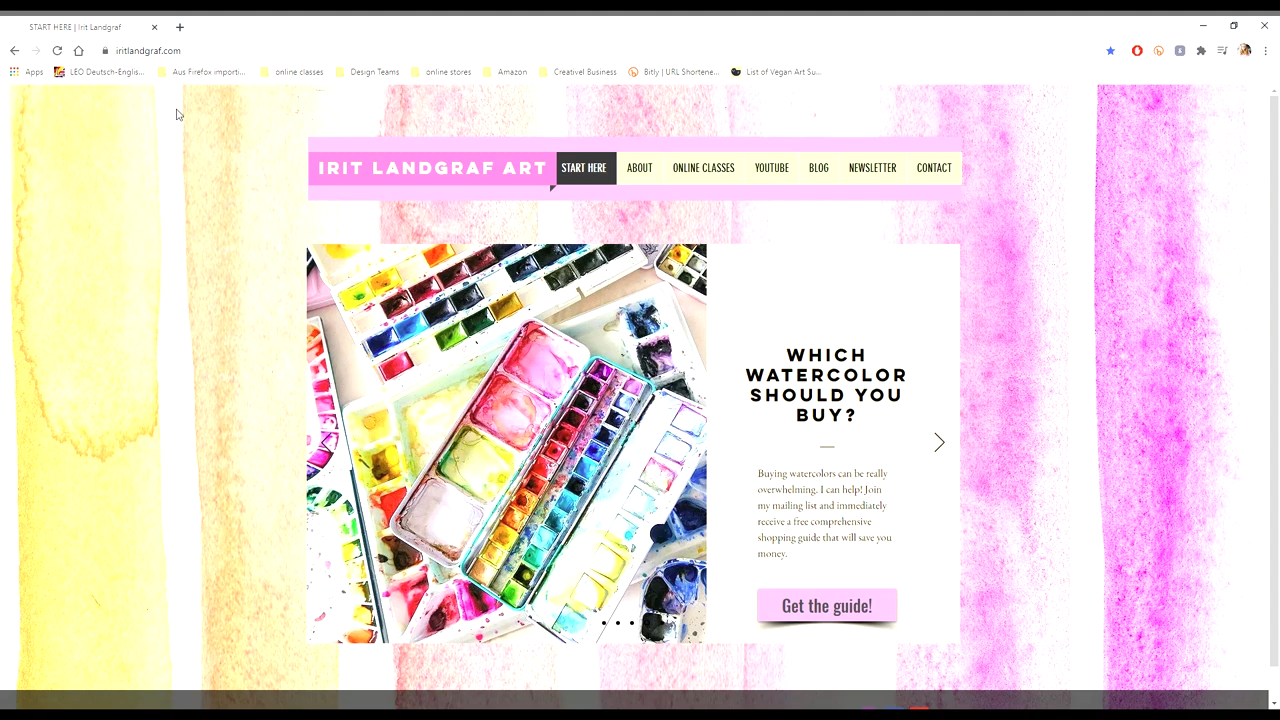 START HERE | Irit Landgraf
iritlandgraf.com
Apps LEO Deutsch-Englis... Aus Firefox importi... online classes Design Teams online stores Amazon Creativel Business Bitly | URL Shortene... List of Vegan Art Su...
IRIT LANDGRAF ART START HERE ABOUT ONLINE CLASSES YOUTUBE BLOG NEWSLETTER CONTACT
WHICH
WATERCOLOR
SHOULD YOU
BUY?
Buying watercolors can be really
overwhelming. I can help! Join
my mailing list and immediately
receive a free comprehensive
shopping guide that will save you
money.
Get the guide!